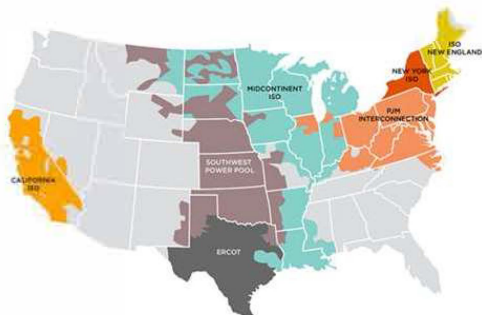 ISO
NEW ENGLAND
NEW YORK
ISO
MIDCONTINENT
ISO
PJM
INTERCONNECTION
SOUTHWEST
POWER POOL
CALIFORNIA
ISO
ERCOT